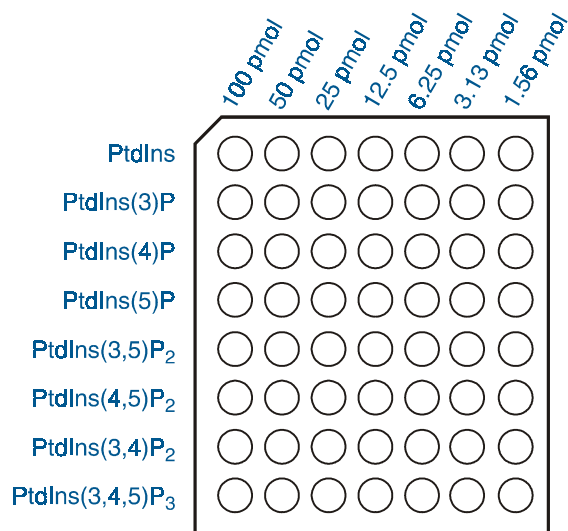 100 pmol
50 pmol
25 pmol
12.5 pmol
6.25 pmol
3.13 pmol
1.56 pmol
PtdIns
PtdIns(3)P
PtdIns(4)P
PtdIns(5)P
PtdIns(3,5)P₂
PtdIns(4,5)P₂
PtdIns(3,4)P₂
PtdIns(3,4,5)P₃